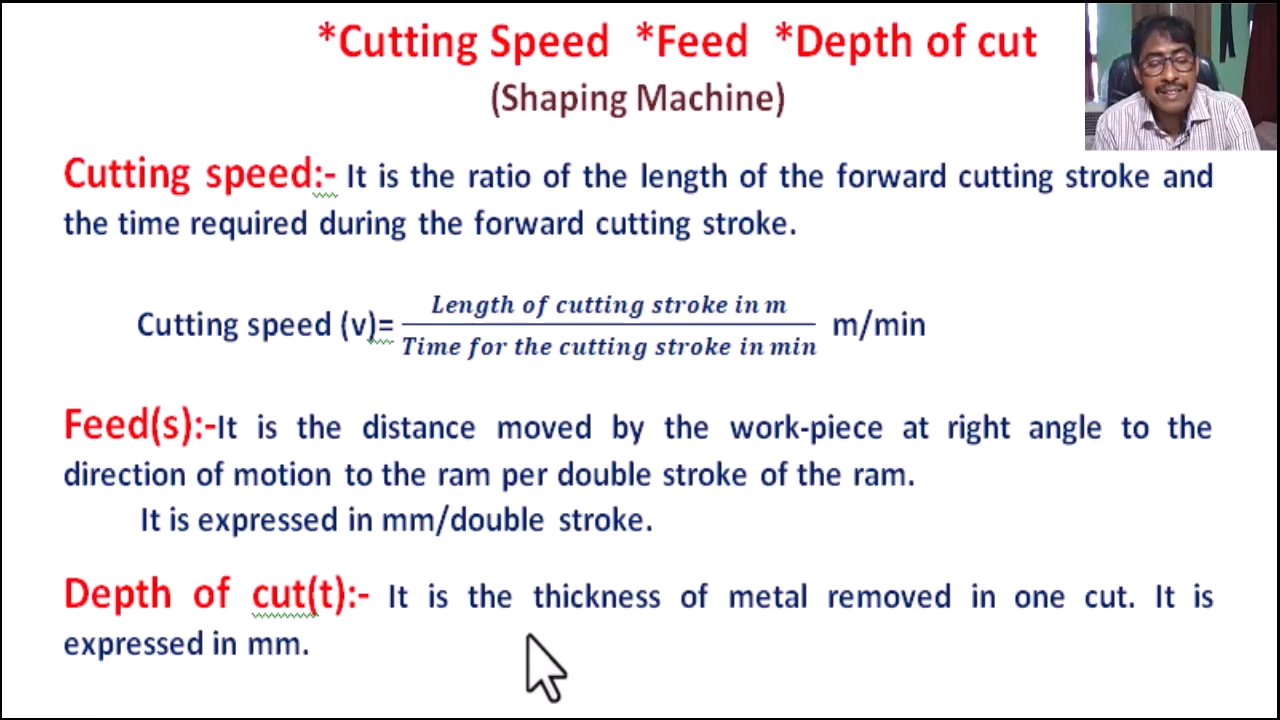 *Cutting Speed *Feed *Depth of cut
(Shaping Machine)
Cutting speed:- It is the ratio of the length of the forward cutting stroke and
the time required during the forward cutting stroke.
Cutting speed (v)= Length of cutting stroke in m / Time for the cutting stroke in min m/min
Feed(s):-It is the distance moved by the work-piece at right angle to the
direction of motion to the ram per double stroke of the ram.
It is expressed in mm/double stroke.
Depth of cut(t):- It is the thickness of metal removed in one cut. It is
expressed in mm.